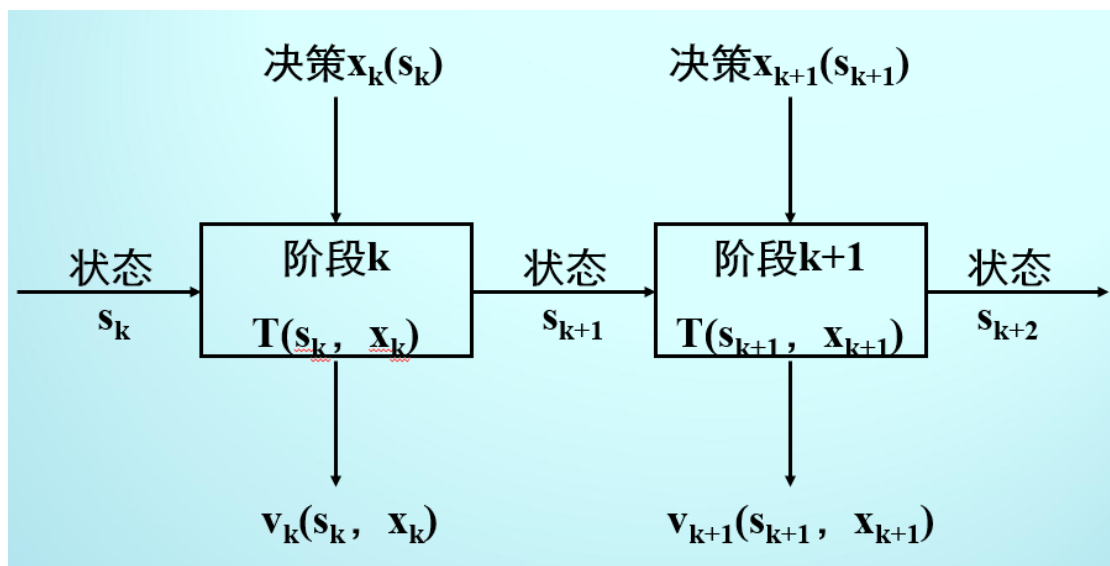 决策xₖ(sₖ) 决策xₖ₊₁(sₖ₊₁)
阶段k 阶段k+1
状态 状态 状态
sₖ sₖ₊₁ sₖ₊₂
T(sₖ，xₖ) T(sₖ₊₁，xₖ₊₁)
vₖ(sₖ，xₖ) vₖ₊₁(sₖ₊₁，xₖ₊₁)